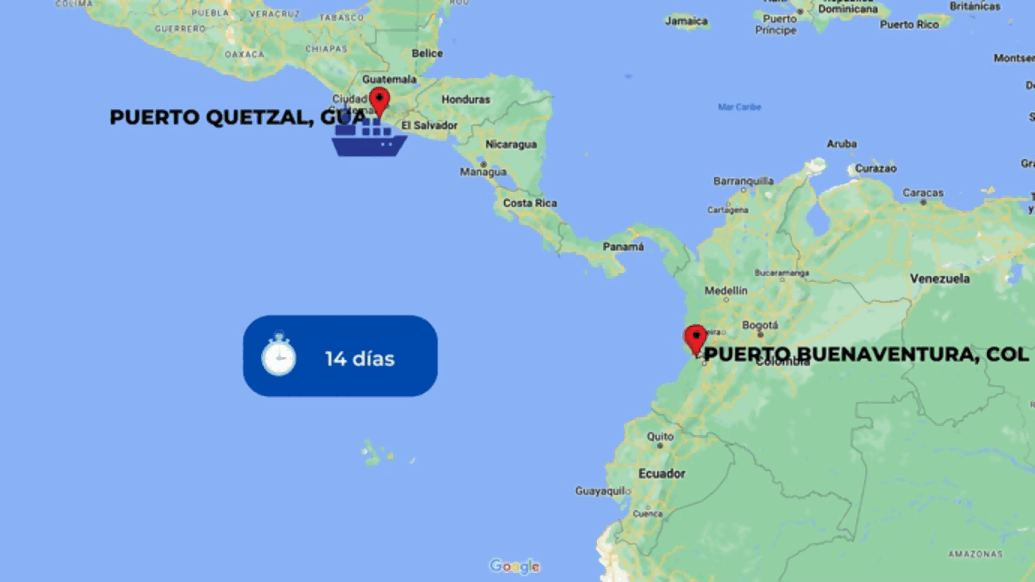 COLIMA
PUEBLA
VERACRUZ
TABASCO
GUERRERO
OAXACA
CHIAPAS
Belice
Guatemala
Honduras
Ciudad
PUERTO QUETZAL, GUA
El Salvador
Nicaragua
Managua
Costa Rica
Panamá
Jamaica
Puerto
Príncipe
Dominicana
Puerto Rico
Británicas
Mar Caribe
Aruba
Curazao
Barranquilla
Cartagena
Caracas
Bucaramanga
Venezuela
Medellín
Bogotá
PUERTO BUENAVENTURA, COL
Colombia
14 días
Quito
Ecuador
Guayaquil
Cuenca
AMAZONAS
Google